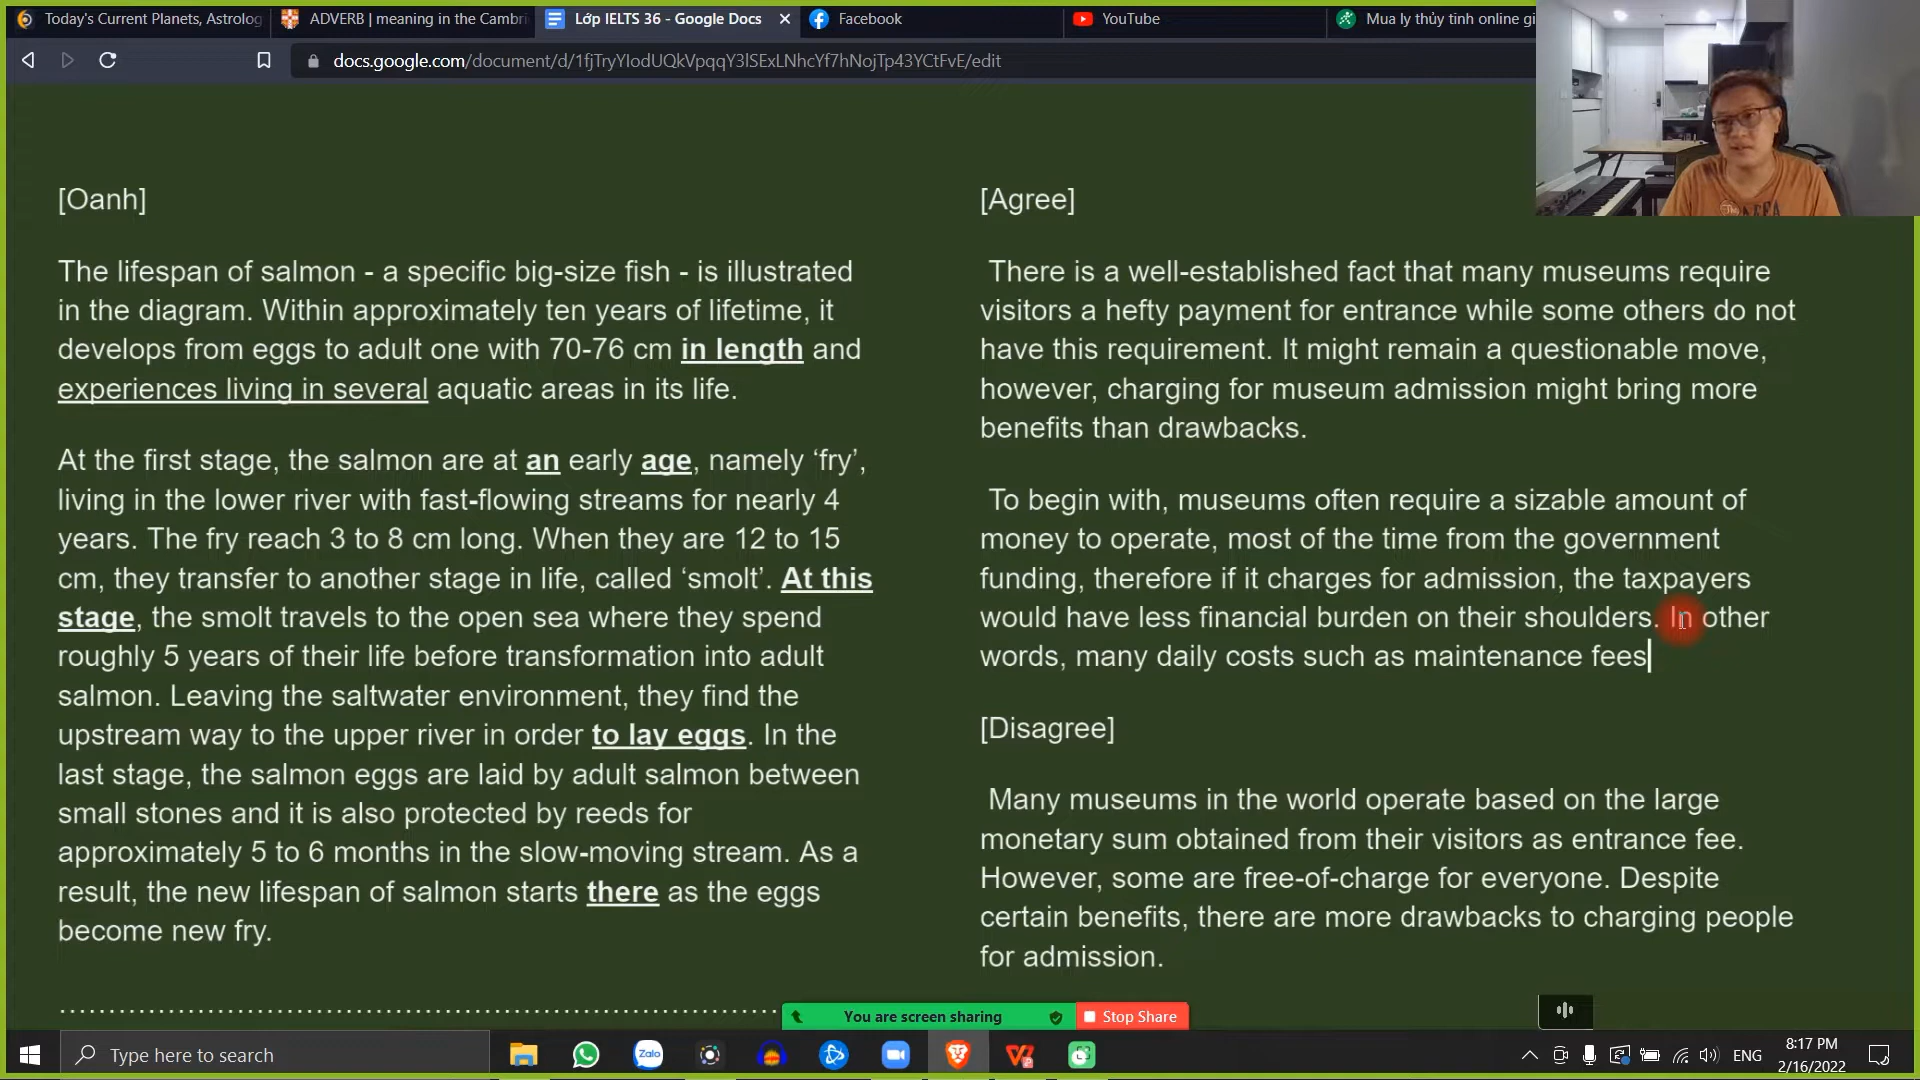 Today's Current Planets, Astrolog
ADVERB | meaning in the Cambri
Lớp IELTS 36 - Google Docs
Facebook
YouTube
Mua ly thủy tinh online gi
docs.google.com/document/d/1fjTryYIodUQkVpqqY3lSExLNhcYf7hNojTp43YCtFvE/edit
[Oanh]
The lifespan of salmon - a specific big-size fish - is illustrated
in the diagram. Within approximately ten years of lifetime, it
develops from eggs to adult one with 70-76 cm in length and
experiences living in several aquatic areas in its life.
At the first stage, the salmon are at an early age, namely ‘fry’,
living in the lower river with fast-flowing streams for nearly 4
years. The fry reach 3 to 8 cm long. When they are 12 to 15
cm, they transfer to another stage in life, called ‘smolt’. At this
stage, the smolt travels to the open sea where they spend
roughly 5 years of their life before transformation into adult
salmon. Leaving the saltwater environment, they find the
upstream way to the upper river in order to lay eggs. In the
last stage, the salmon eggs are laid by adult salmon between
small stones and it is also protected by reeds for
approximately 5 to 6 months in the slow-moving stream. As a
result, the new lifespan of salmon starts there as the eggs
become new fry.
[Agree]
There is a well-established fact that many museums require
visitors a hefty payment for entrance while some others do not
have this requirement. It might remain a questionable move,
however, charging for museum admission might bring more
benefits than drawbacks.
To begin with, museums often require a sizable amount of
money to operate, most of the time from the government
funding, therefore if it charges for admission, the taxpayers
would have less financial burden on their shoulders. In other
words, many daily costs such as maintenance fees
[Disagree]
Many museums in the world operate based on the large
monetary sum obtained from their visitors as entrance fee.
However, some are free-of-charge for everyone. Despite
certain benefits, there are more drawbacks to charging people
for admission.
You are screen sharing
Stop Share
Type here to search
Zalo
ENG
8:17 PM
2/16/2022